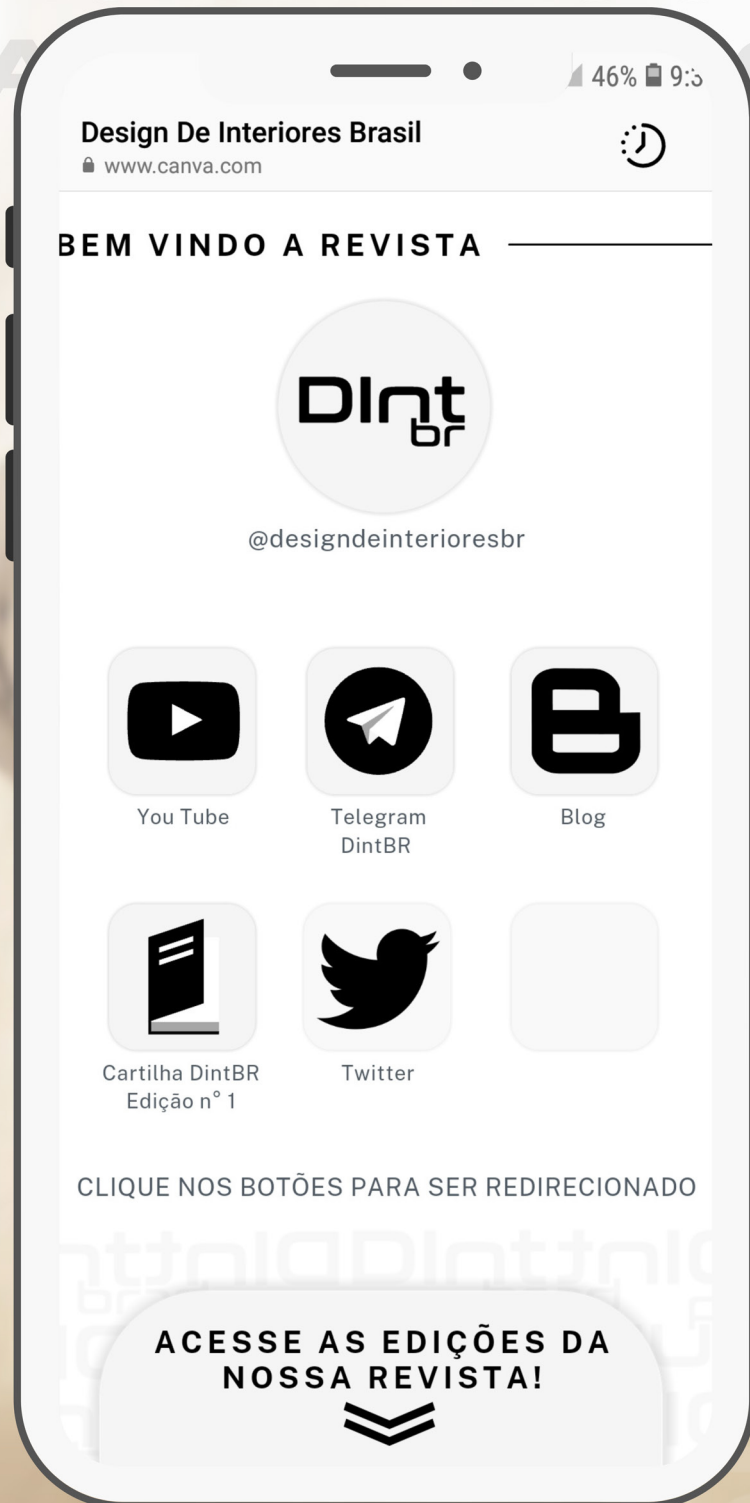 46% 9:3
Design De Interiores Brasil
www.canva.com
BEM VINDO A REVISTA
DInt
br
@designdeinterioresbr
You Tube
Telegram
DintBR
Blog
Cartilha DintBR
Edição n° 1
Twitter
CLIQUE NOS BOTÕES PARA SER REDIRECIONADO
ACESSE AS EDIÇÕES DA
NOSSA REVISTA!